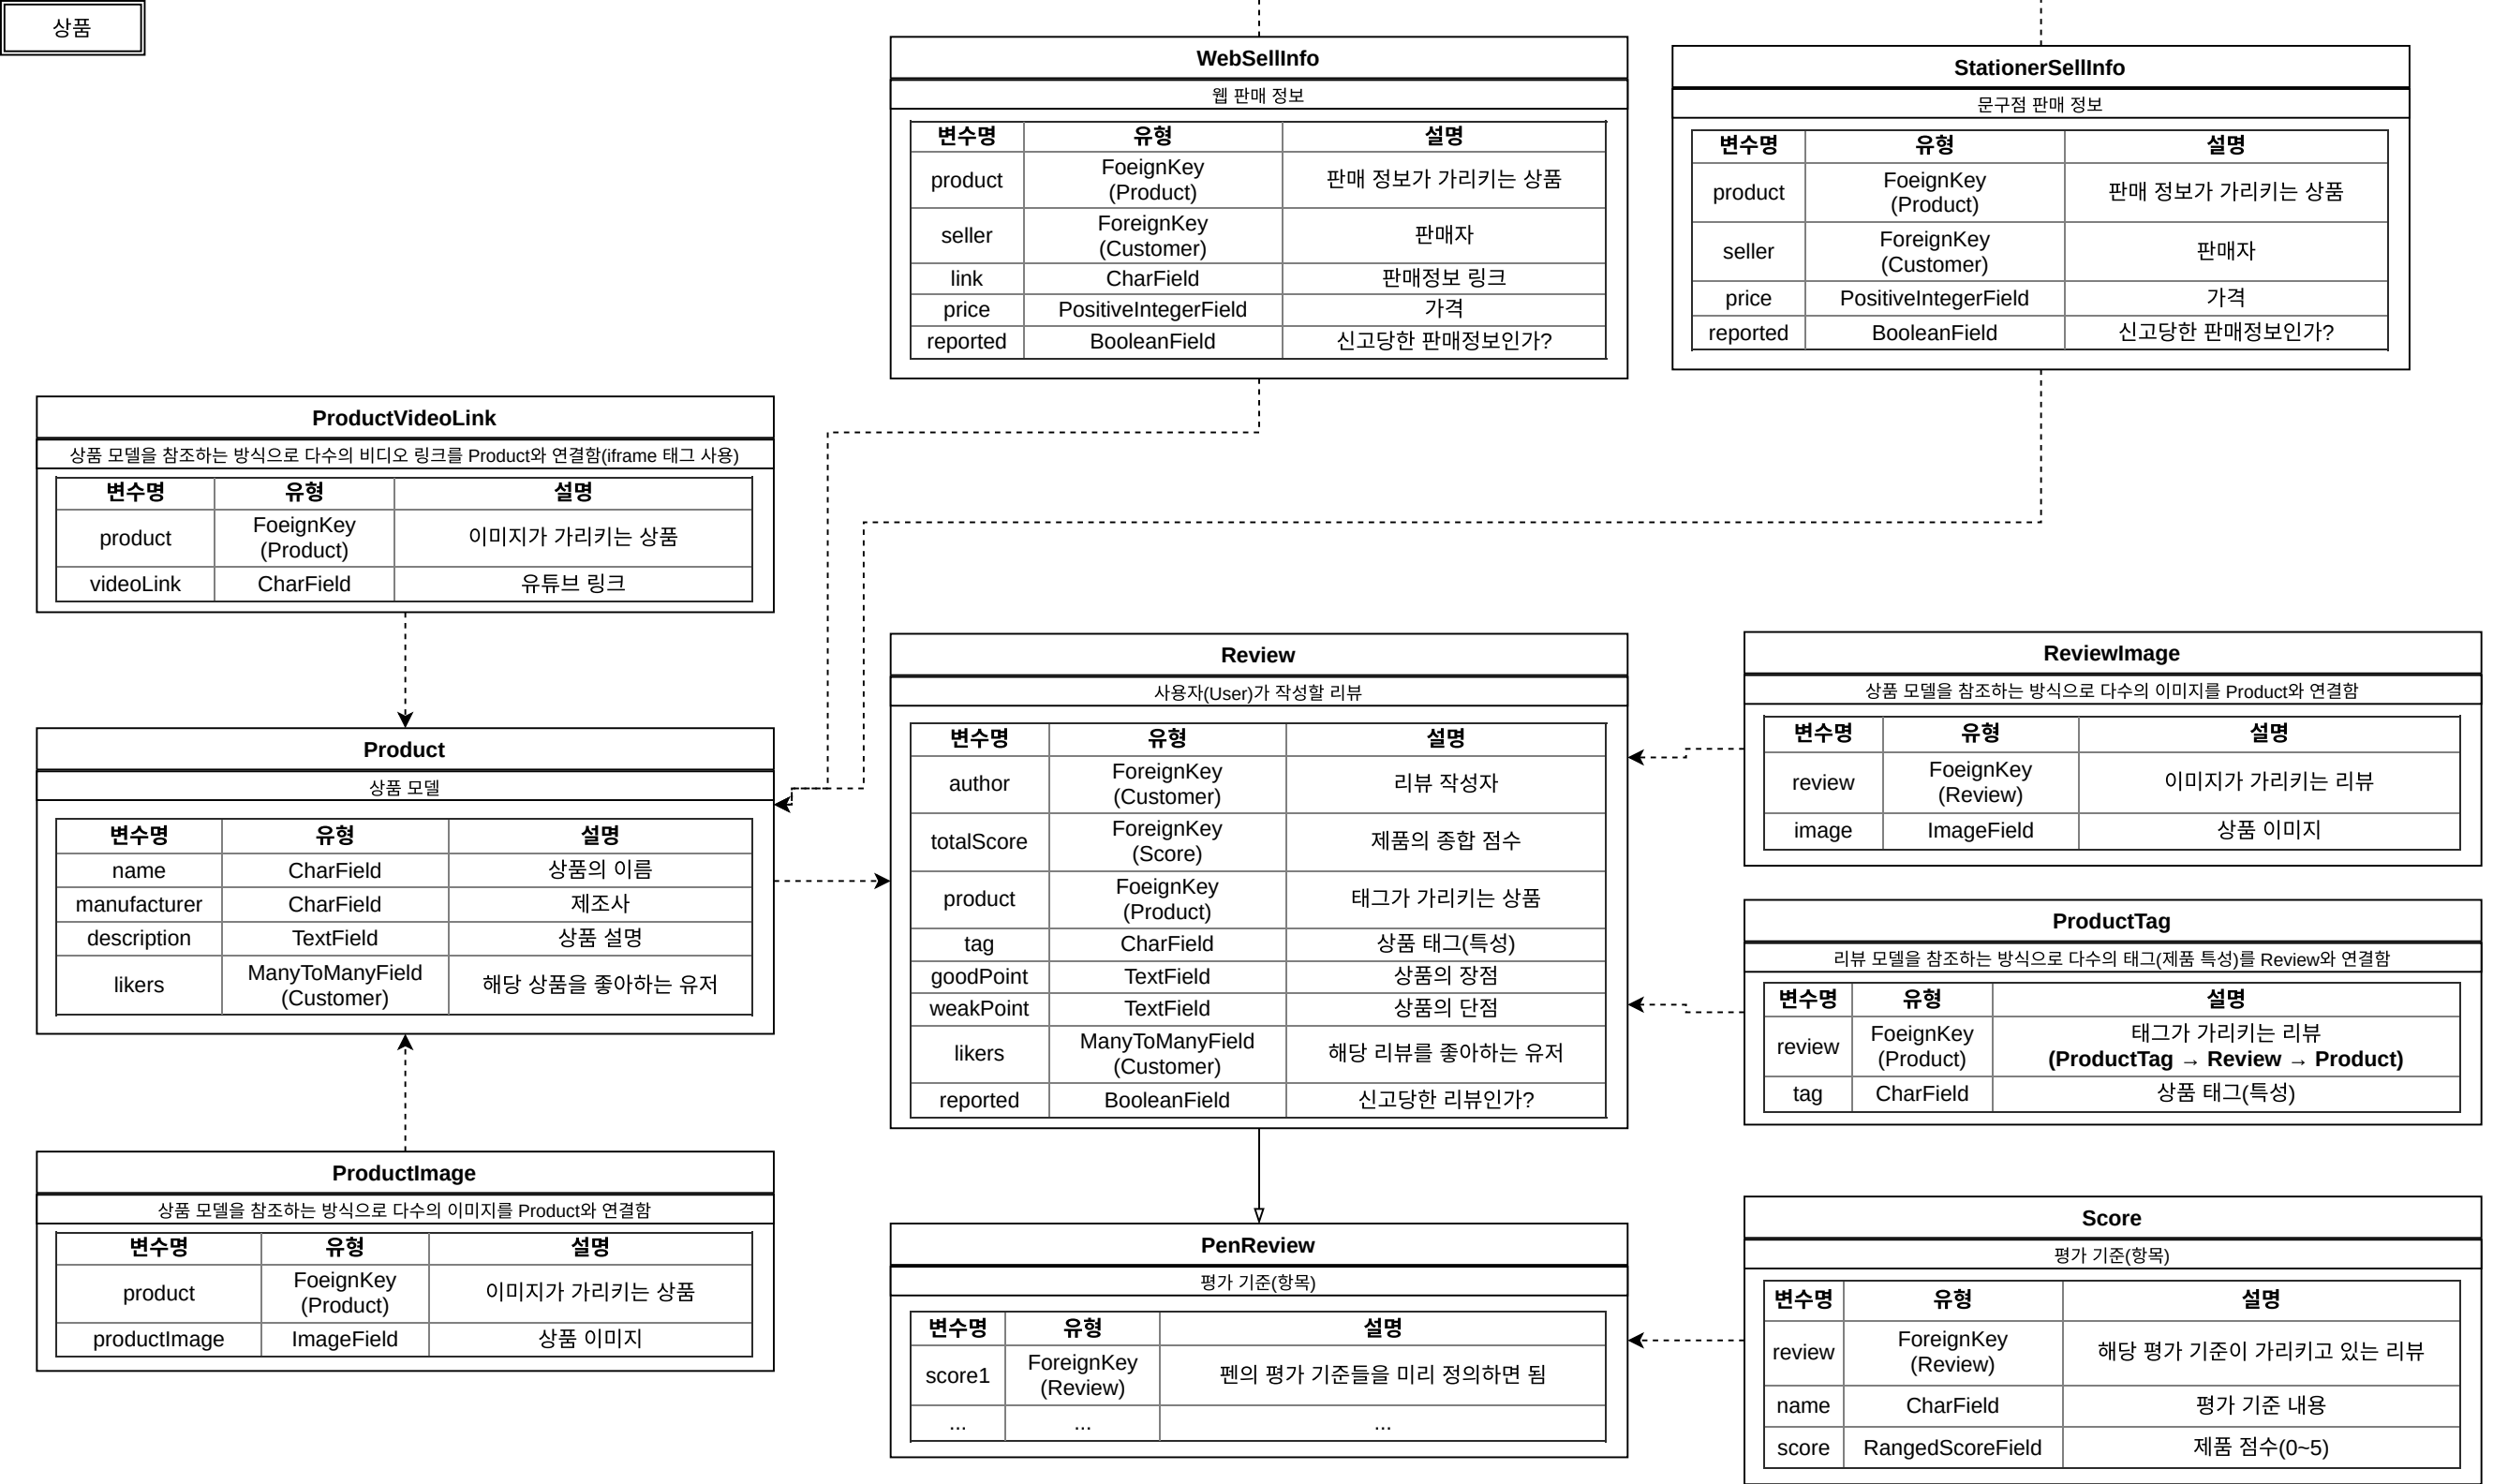 상품
WebSellInfo
웹 판매 정보
변수명 유형 설명
product FoeignKey (Product) 판매 정보가 가리키는 상품
seller ForeignKey (Customer) 판매자
link CharField 판매정보 링크
price PositiveIntegerField 가격
reported BooleanField 신고당한 판매정보인가?
StationerSellInfo
문구점 판매 정보
변수명 유형 설명
product FoeignKey (Product) 판매 정보가 가리키는 상품
seller ForeignKey (Customer) 판매자
price PositiveIntegerField 가격
reported BooleanField 신고당한 판매정보인가?
ProductVideoLink
상품 모델을 참조하는 방식으로 다수의 비디오 링크를 Product와 연결함(iframe 태그 사용)
변수명 유형 설명
product FoeignKey (Product) 이미지가 가리키는 상품
videoLink CharField 유튜브 링크
Product
상품 모델
변수명 유형 설명
name CharField 상품의 이름
manufacturer CharField 제조사
description TextField 상품 설명
likers ManyToManyField (Customer) 해당 상품을 좋아하는 유저
ProductImage
상품 모델을 참조하는 방식으로 다수의 이미지를 Product와 연결함
변수명 유형 설명
product FoeignKey (Product) 이미지가 가리키는 상품
productImage ImageField 상품 이미지
Review
사용자(User)가 작성할 리뷰
변수명 유형 설명
author ForeignKey (Customer) 리뷰 작성자
totalScore ForeignKey (Score) 제품의 종합 점수
product FoeignKey (Product) 태그가 가리키는 상품
tag CharField 상품 태그(특성)
goodPoint TextField 상품의 장점
weakPoint TextField 상품의 단점
likers ManyToManyField (Customer) 해당 리뷰를 좋아하는 유저
reported BooleanField 신고당한 리뷰인가?
PenReview
평가 기준(항목)
변수명 유형 설명
score1 ForeignKey (Review) 펜의 평가 기준들을 미리 정의하면 됨
... ... ...
ReviewImage
상품 모델을 참조하는 방식으로 다수의 이미지를 Product와 연결함
변수명 유형 설명
review FoeignKey (Review) 이미지가 가리키는 리뷰
image ImageField 상품 이미지
ProductTag
리뷰 모델을 참조하는 방식으로 다수의 태그(제품 특성)를 Review와 연결함
변수명 유형 설명
review FoeignKey (Product) 태그가 가리키는 리뷰 (ProductTag → Review → Product)
tag CharField 상품 태그(특성)
Score
평가 기준(항목)
변수명 유형 설명
review ForeignKey (Review) 해당 평가 기준이 가리키고 있는 리뷰
name CharField 평가 기준 내용
score RangedScoreField 제품 점수(0~5)